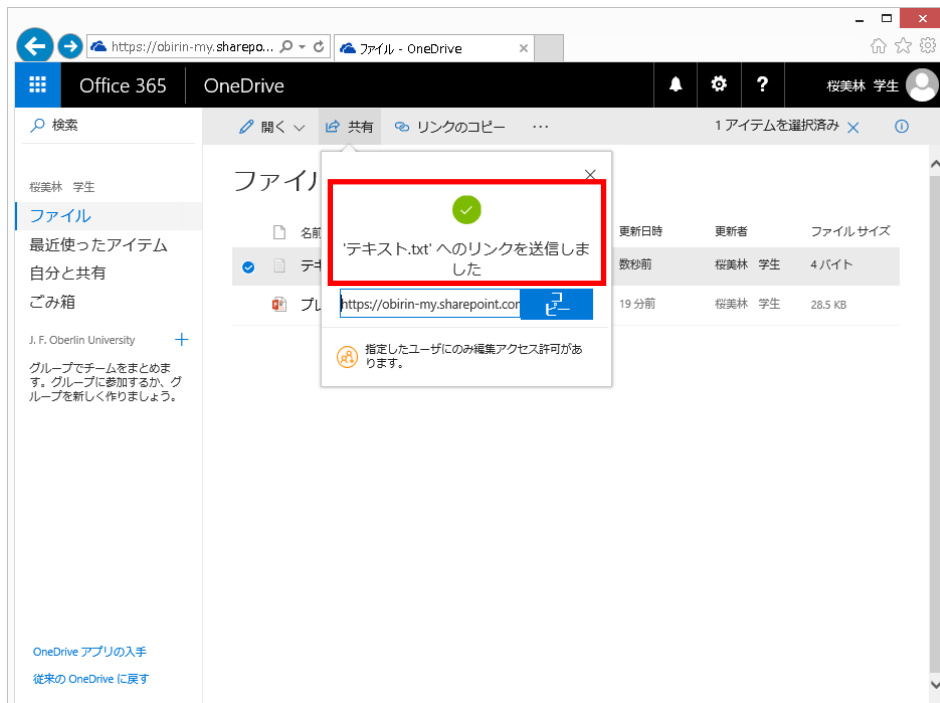 https://obirin-my.sharepo...
ファイル - OneDrive
Office 365
OneDrive
?
桜美林 学生
検索
開く
共有
リンクのコピー
...
1 アイテムを選択済み
桜美林 学生
ファイル
最近使ったアイテム
自分と共有
ごみ箱
J. F. Oberlin University
グループでチームをまとめま
す。グループに参加するか、グ
ループを新しく作りましょう。
ファイル
名前
更新日時
更新者
ファイル サイズ
数秒前
桜美林 学生
4 バイト
プレ
19 分前
桜美林 学生
28.5 KB
'テキスト.txt' へのリンクを送信しま
した
https://obirin-my.sharepoint.com
コピー
指定したユーザにのみ編集アクセス許可があ
ります。
OneDrive アプリの入手
従来の OneDrive に戻す